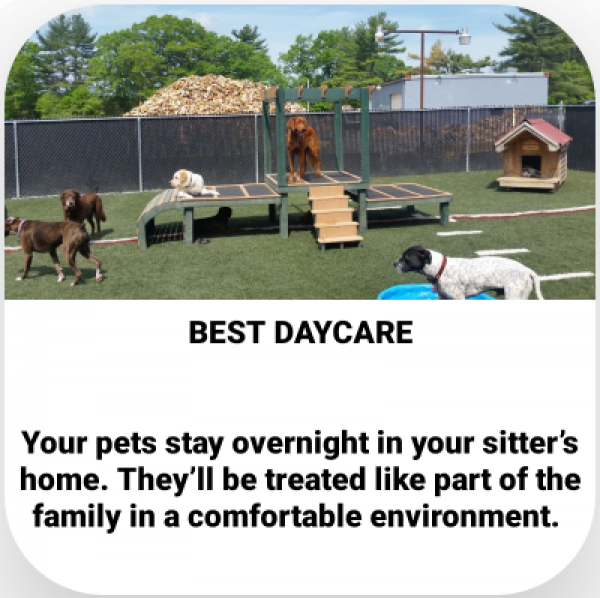 BEST DAYCARE
Your pets stay overnight in your sitter’s
home. They’ll be treated like part of the
family in a comfortable environment.